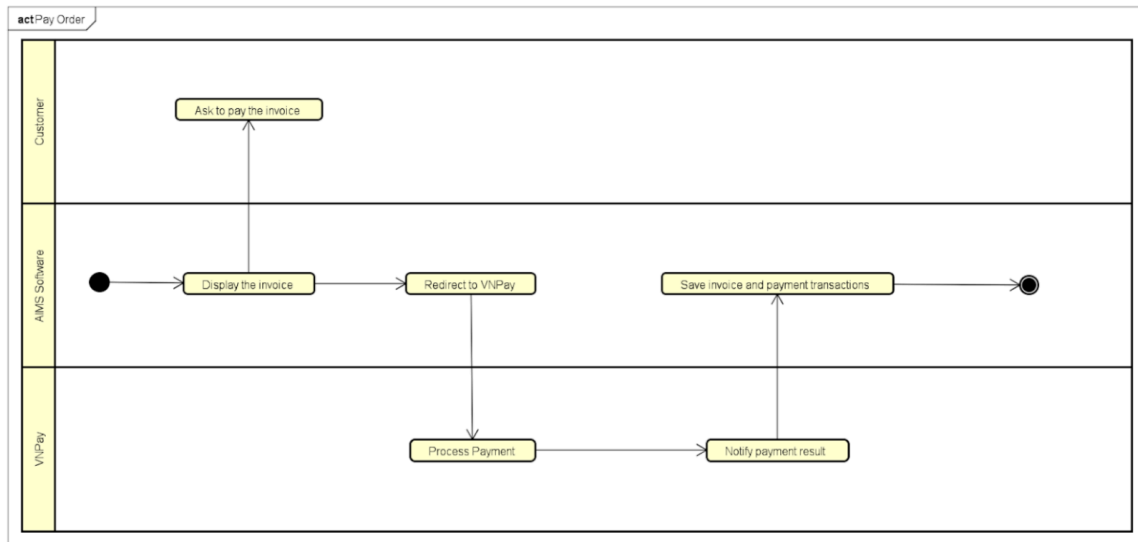 act Pay Order
Customer
Ask to pay the invoice
AIMS Software
Display the invoice
Redirect to VNPay
Save invoice and payment transactions
VNPay
Process Payment
Notify payment result